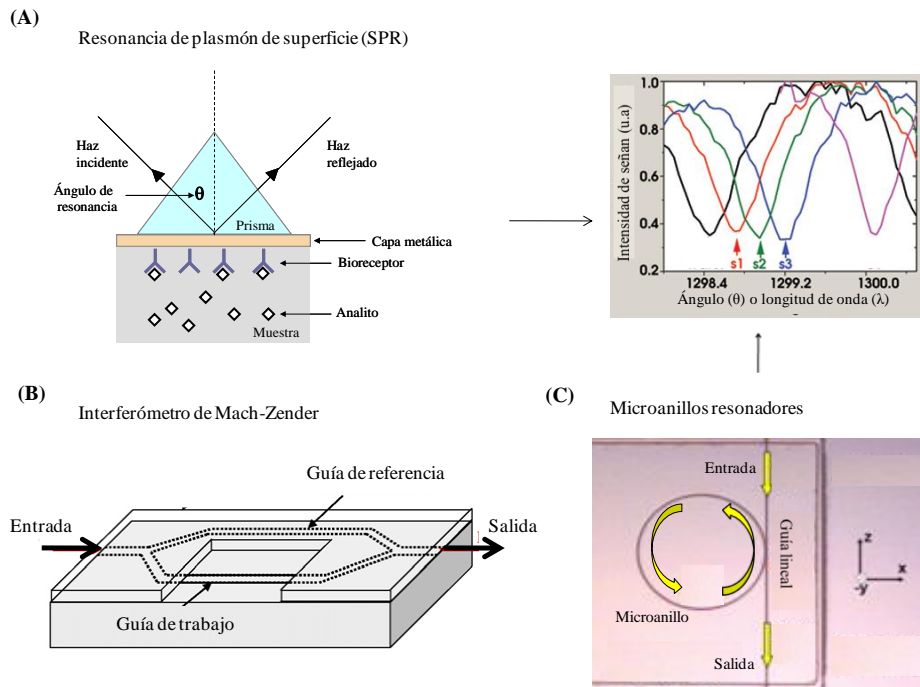 (A)
Resonancia de plasmón de superficie (SPR)
Haz
incidente
Haz
reflejado
Ángulo de
resonancia
θ
Prisma
Capa metálica
Bioreceptor
Analito
Muestra
Intensidad de señan (u.a)
1.0
0.8
0.6
0.4
0.2
s1
s2
s3
1298.4
1299.2
1300.0
Ángulo (θ) o longitud de onda (λ)
(B)
Interferómetro de Mach-Zender
Guía de referencia
Entrada
Salida
Guía de trabajo
(C)
Microanillos resonadores
Entrada
Guía lineal
Microanillo
Salida
z
x
-y